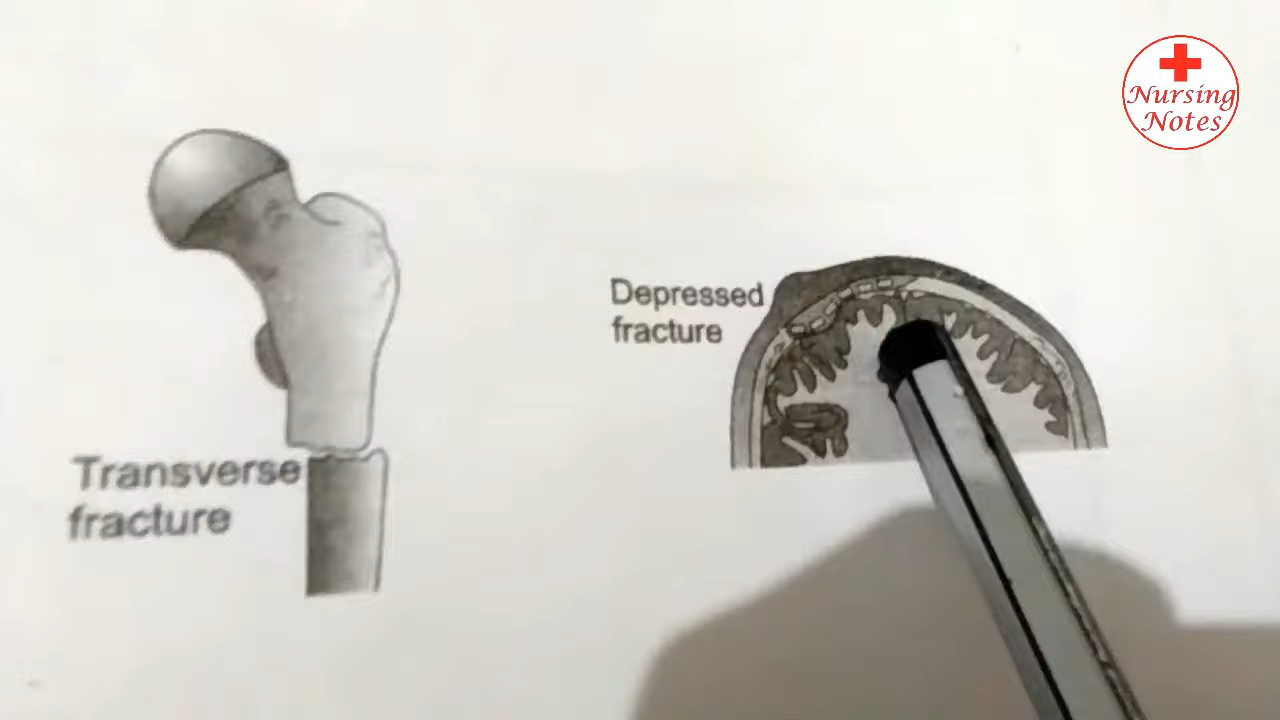 Nursing
Notes
Depressed
fracture
Transverse
fracture